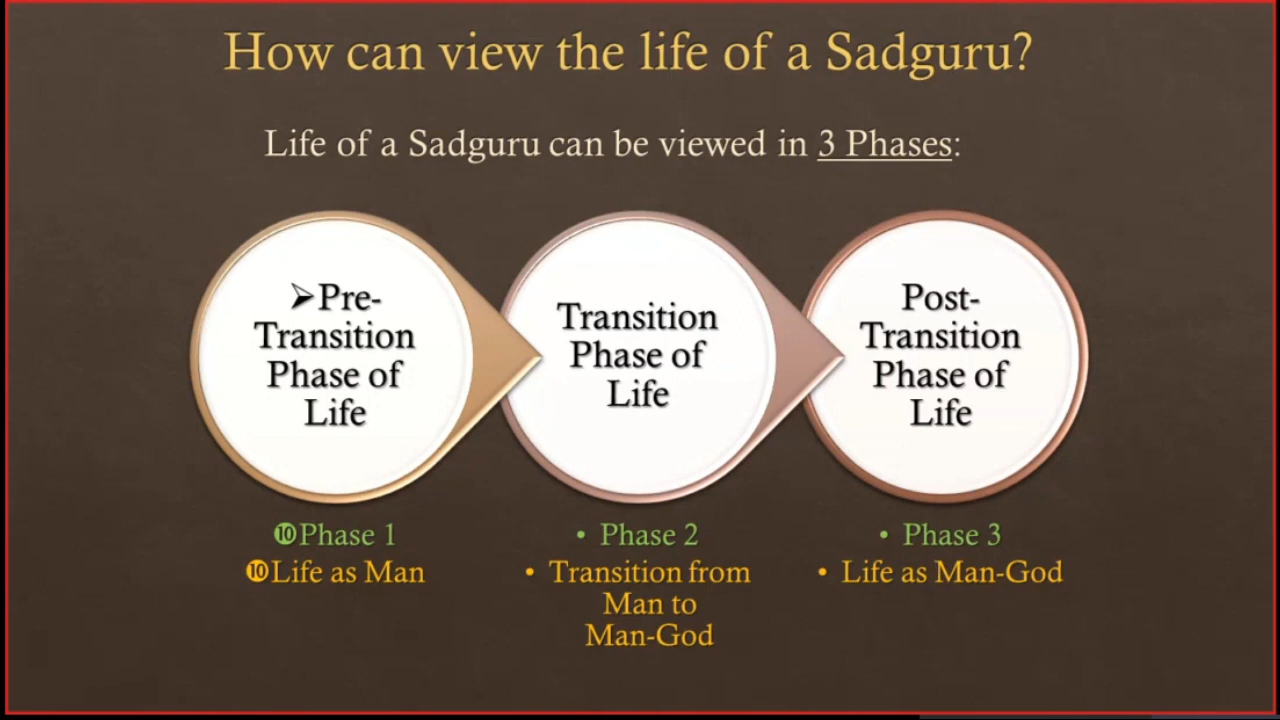 How can view the life of a Sadguru?
Life of a Sadguru can be viewed in 3 Phases:
➢Pre-
Transition
Phase of
Life
Transition
Phase of
Life
Post-
Transition
Phase of
Life
❿Phase 1
❿Life as Man
• Phase 2
• Transition from
Man to
Man-God
• Phase 3
• Life as Man-God